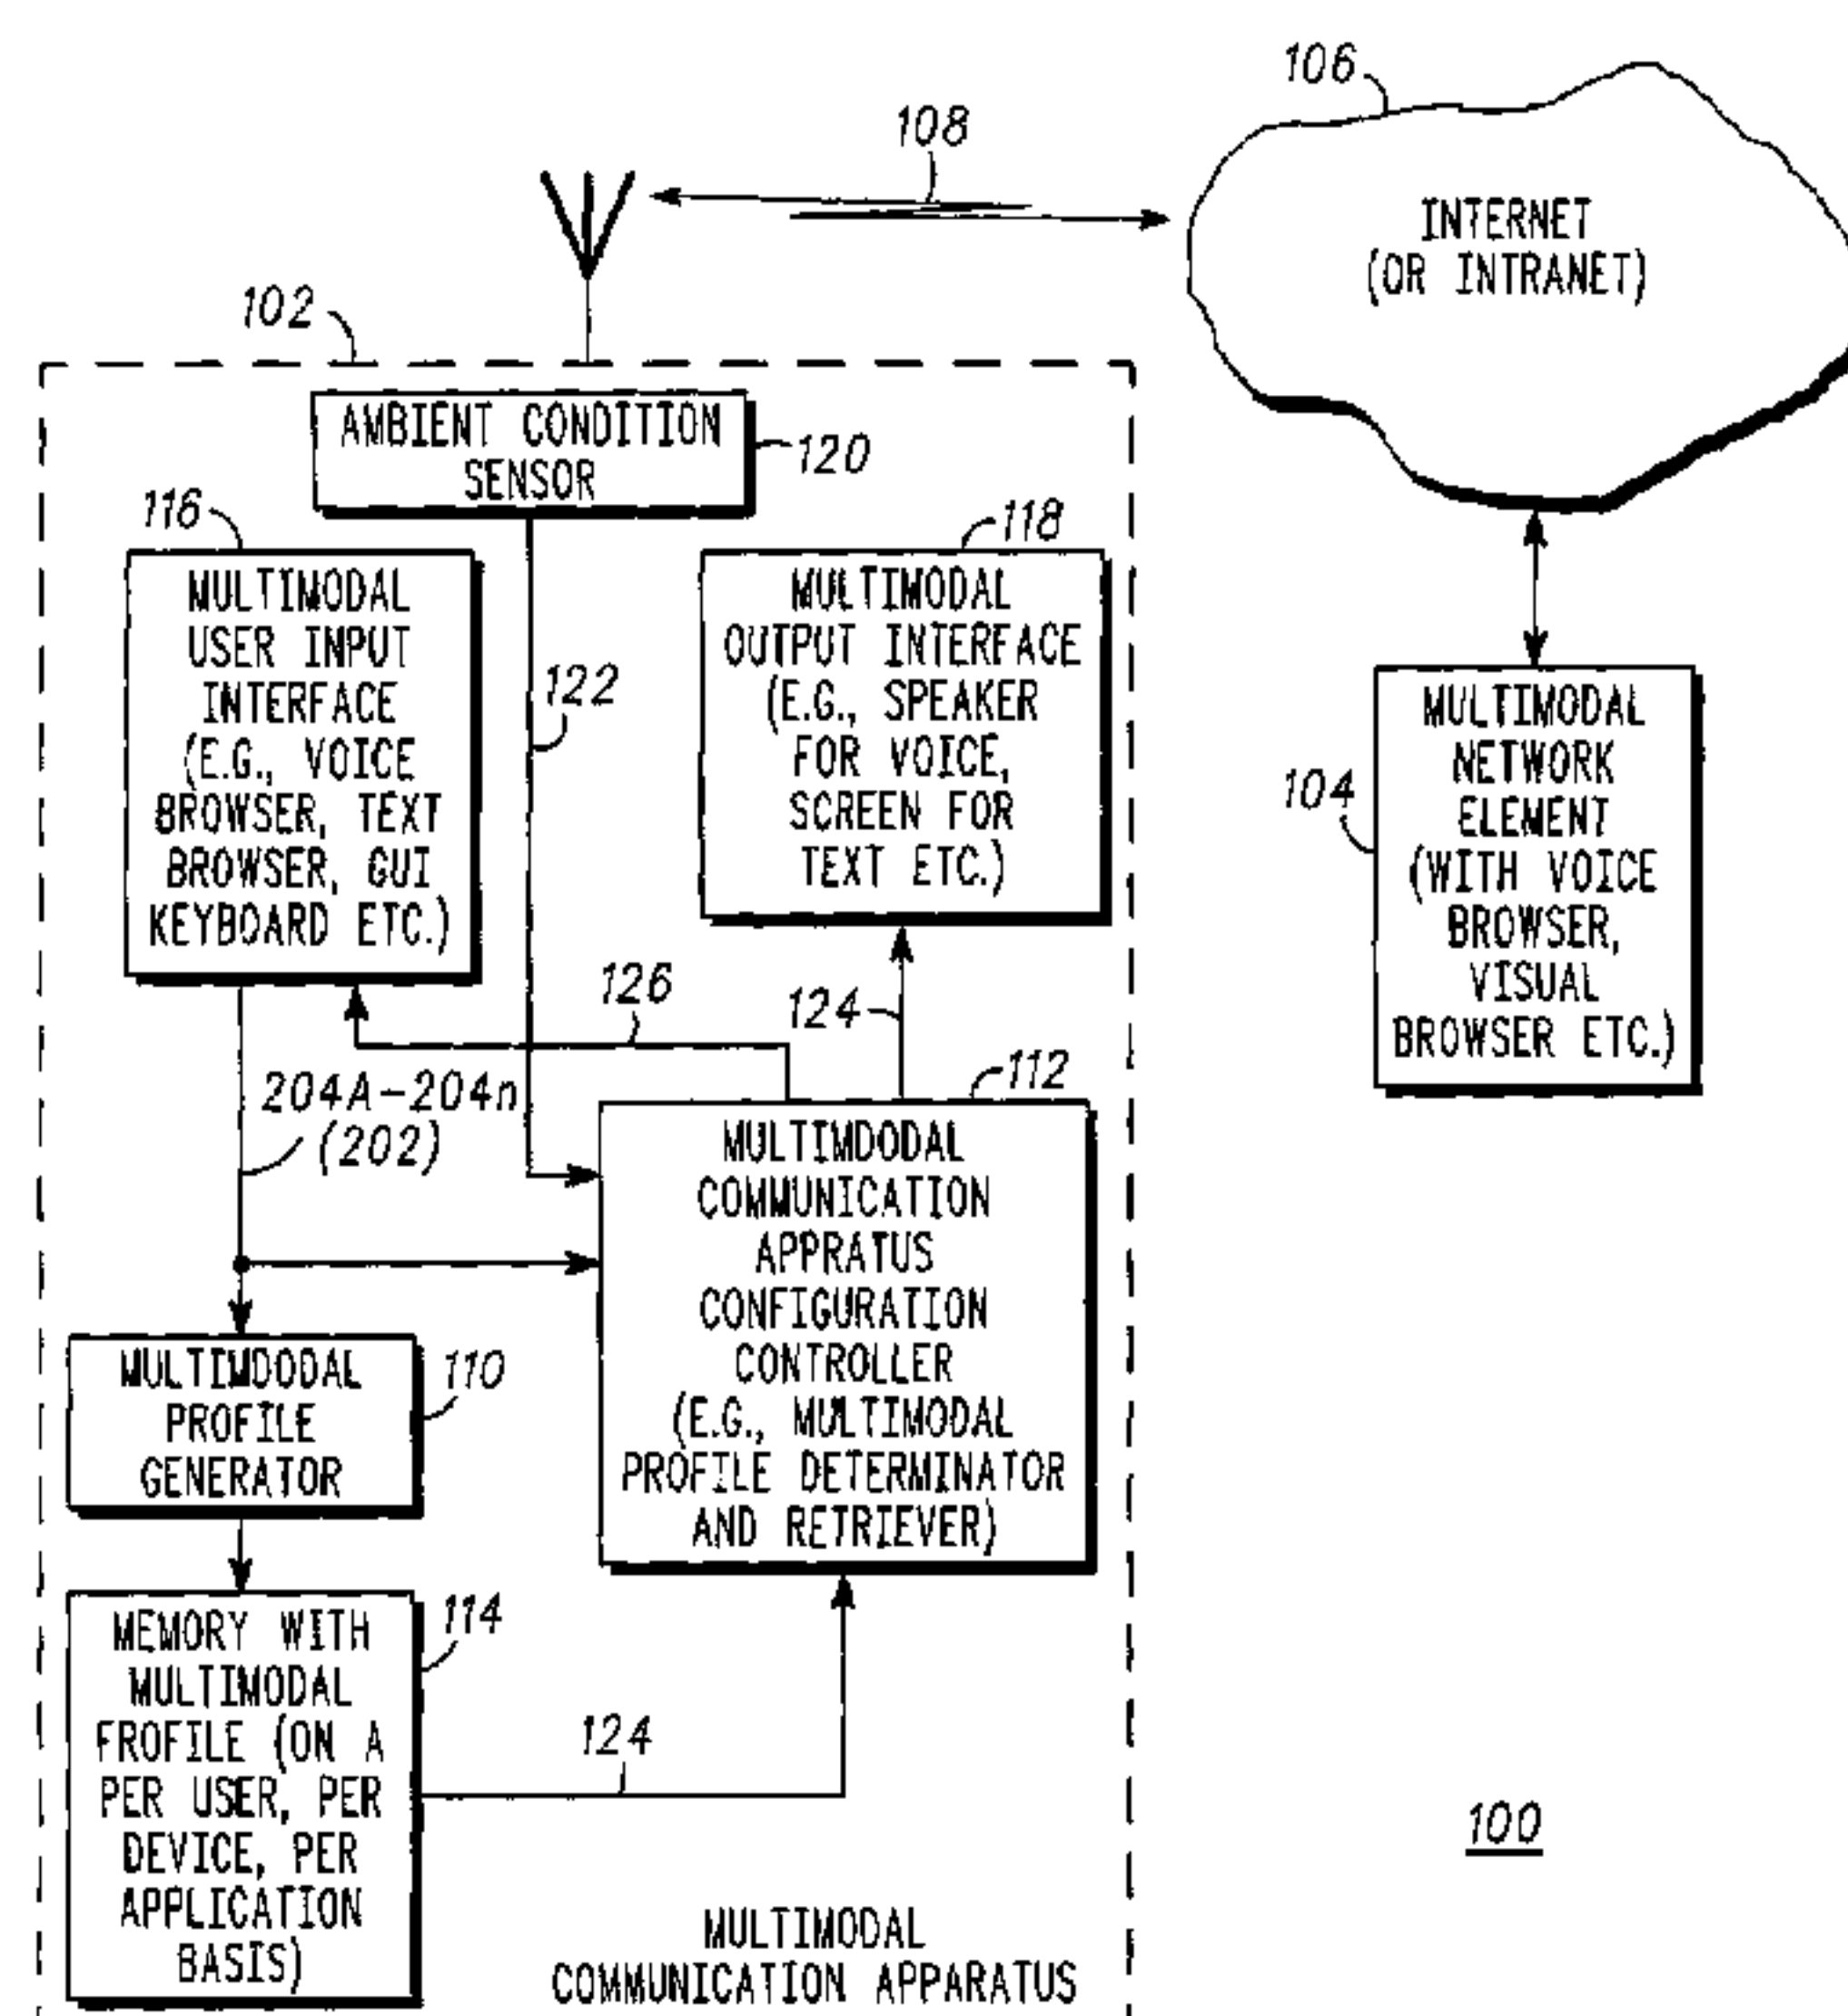 106
108
INTERNET
(OR INTRANET)
102
AMBIENT CONDITION
SENSOR
120
116
118
MULTIMODAL
USER INPUT
INTERFACE
(E.G., VOICE
BROWSER, TEXT
BROWSER, GUI
KEYBOARD ETC.)
122
MULTIMODAL
OUTPUT INTERFACE
(E.G., SPEAKER
FOR VOICE,
SCREEN FOR
TEXT ETC.)
104
MULTIMODAL
NETWORK
ELEMENT
(WITH VOICE
BROWSER,
VISUAL
BROWSER ETC.)
126
124
112
204A-204n
(202)
MULTIMDODAL
COMMUNICATION
APPRATUS
CONFIGURATION
CONTROLLER
(E.G., MULTIMODAL
PROFILE DETERMINATOR
AND RETRIEVER)
MULTIMDODAL
PROFILE
GENERATOR
110
MEMORY WITH
MULTIMODAL
FROFILE (ON A
PER USER, PER
DEVICE, PER
APPLICATION
BASIS)
114
124
100
MULTIMODAL
COMMUNICATION APPARATUS